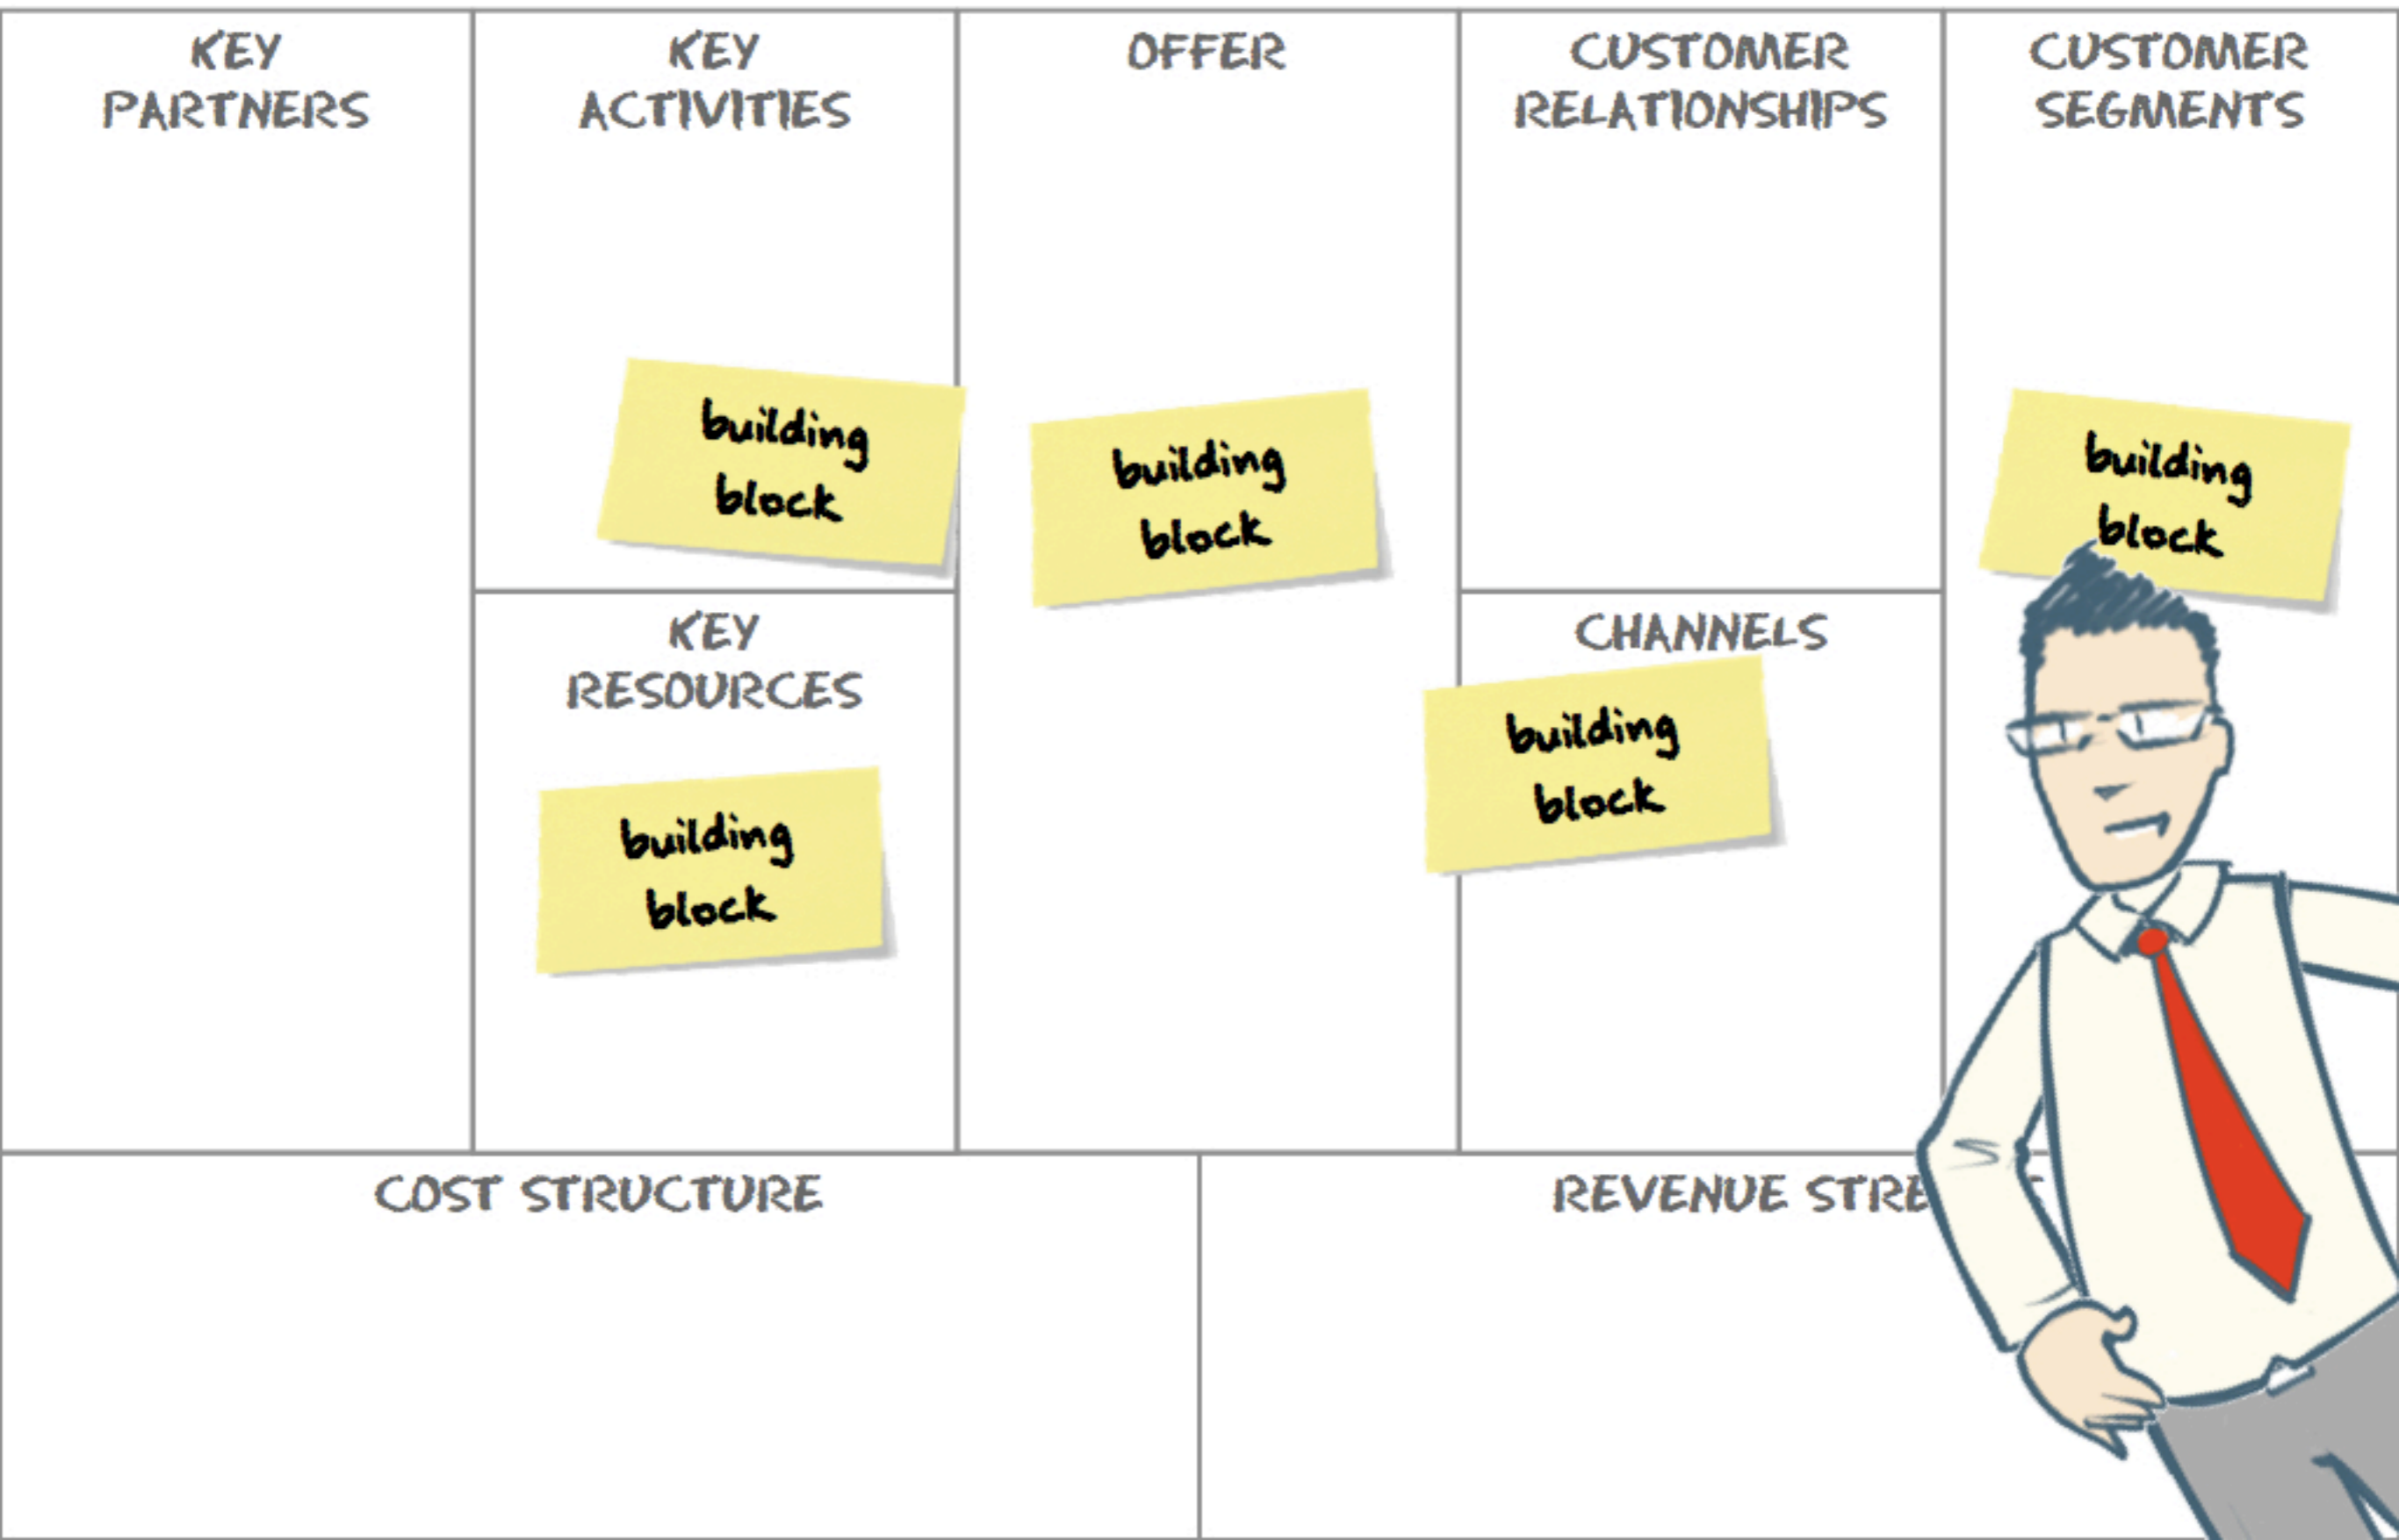 KEY
PARTNERS
KEY
ACTIVITIES
building
block
KEY
RESOURCES
building
block
OFFER
building
block
CUSTOMER
RELATIONSHIPS
CHANNELS
building
block
CUSTOMER
SEGMENTS
building
block
COST STRUCTURE
REVENUE